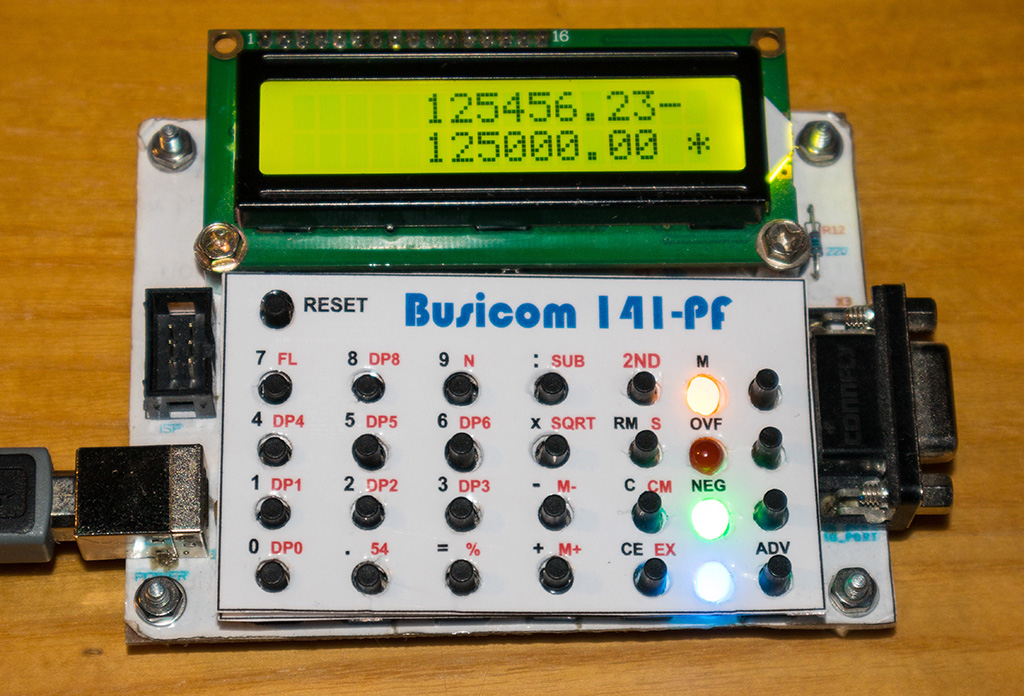 1 16
125456.23-
125000.00 *
R12
220
RESET Busicom 141-PF
X3
7 FL 8 DP8 9 N : SUB 2ND M
CONNFLY
4 DP4 5 DP5 6 DP6 x SQRT RM S OVF
ISP
1 DP1 2 DP2 3 DP3 - M- C CM NEG
0 DP0 . 54 = % + M+ CE EX ADV
POWER